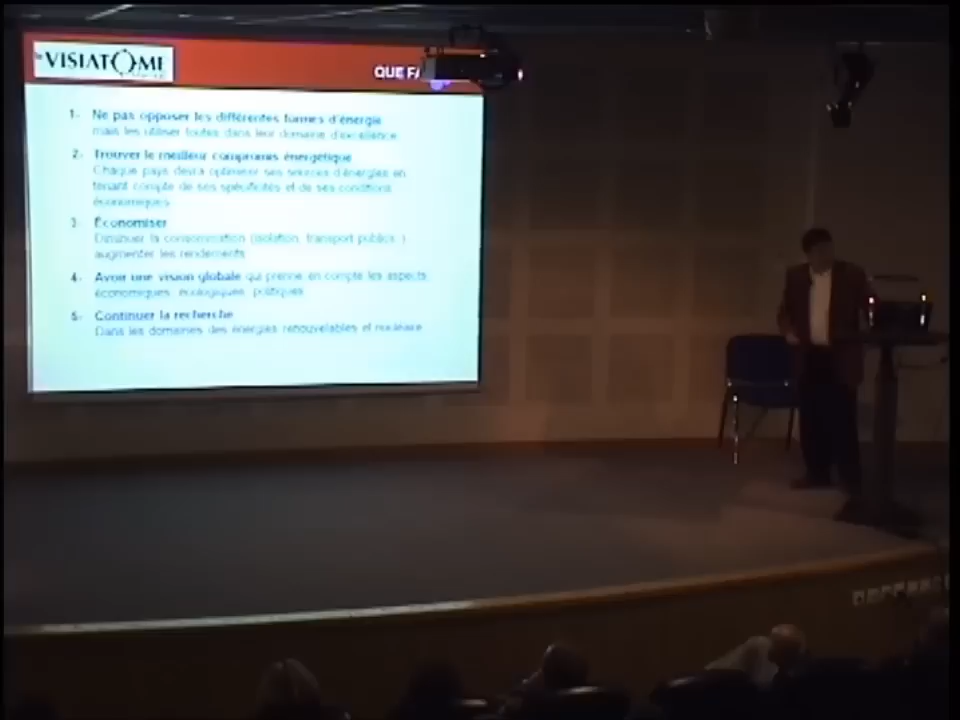 VISIATOME
QUE FA
1- Ne pas opposer les différentes formes d'énergie
mais les utiliser toutes dans leur domaine d'excellence
2- Trouver le meilleur compromis énergétique
Chaque pays devra optimiser ses sources d'énergies en
tenant compte de ses spécificités et de ses conditions
économiques
3- Économiser
Diminuer la consommation (isolation, transport publics..)
augmenter les rendements
4- Avoir une vision globale qui prenne en compte les aspects
économiques, écologiques, politiques
5- Continuer la recherche
Dans les domaines des énergies renouvelables et nucléaire